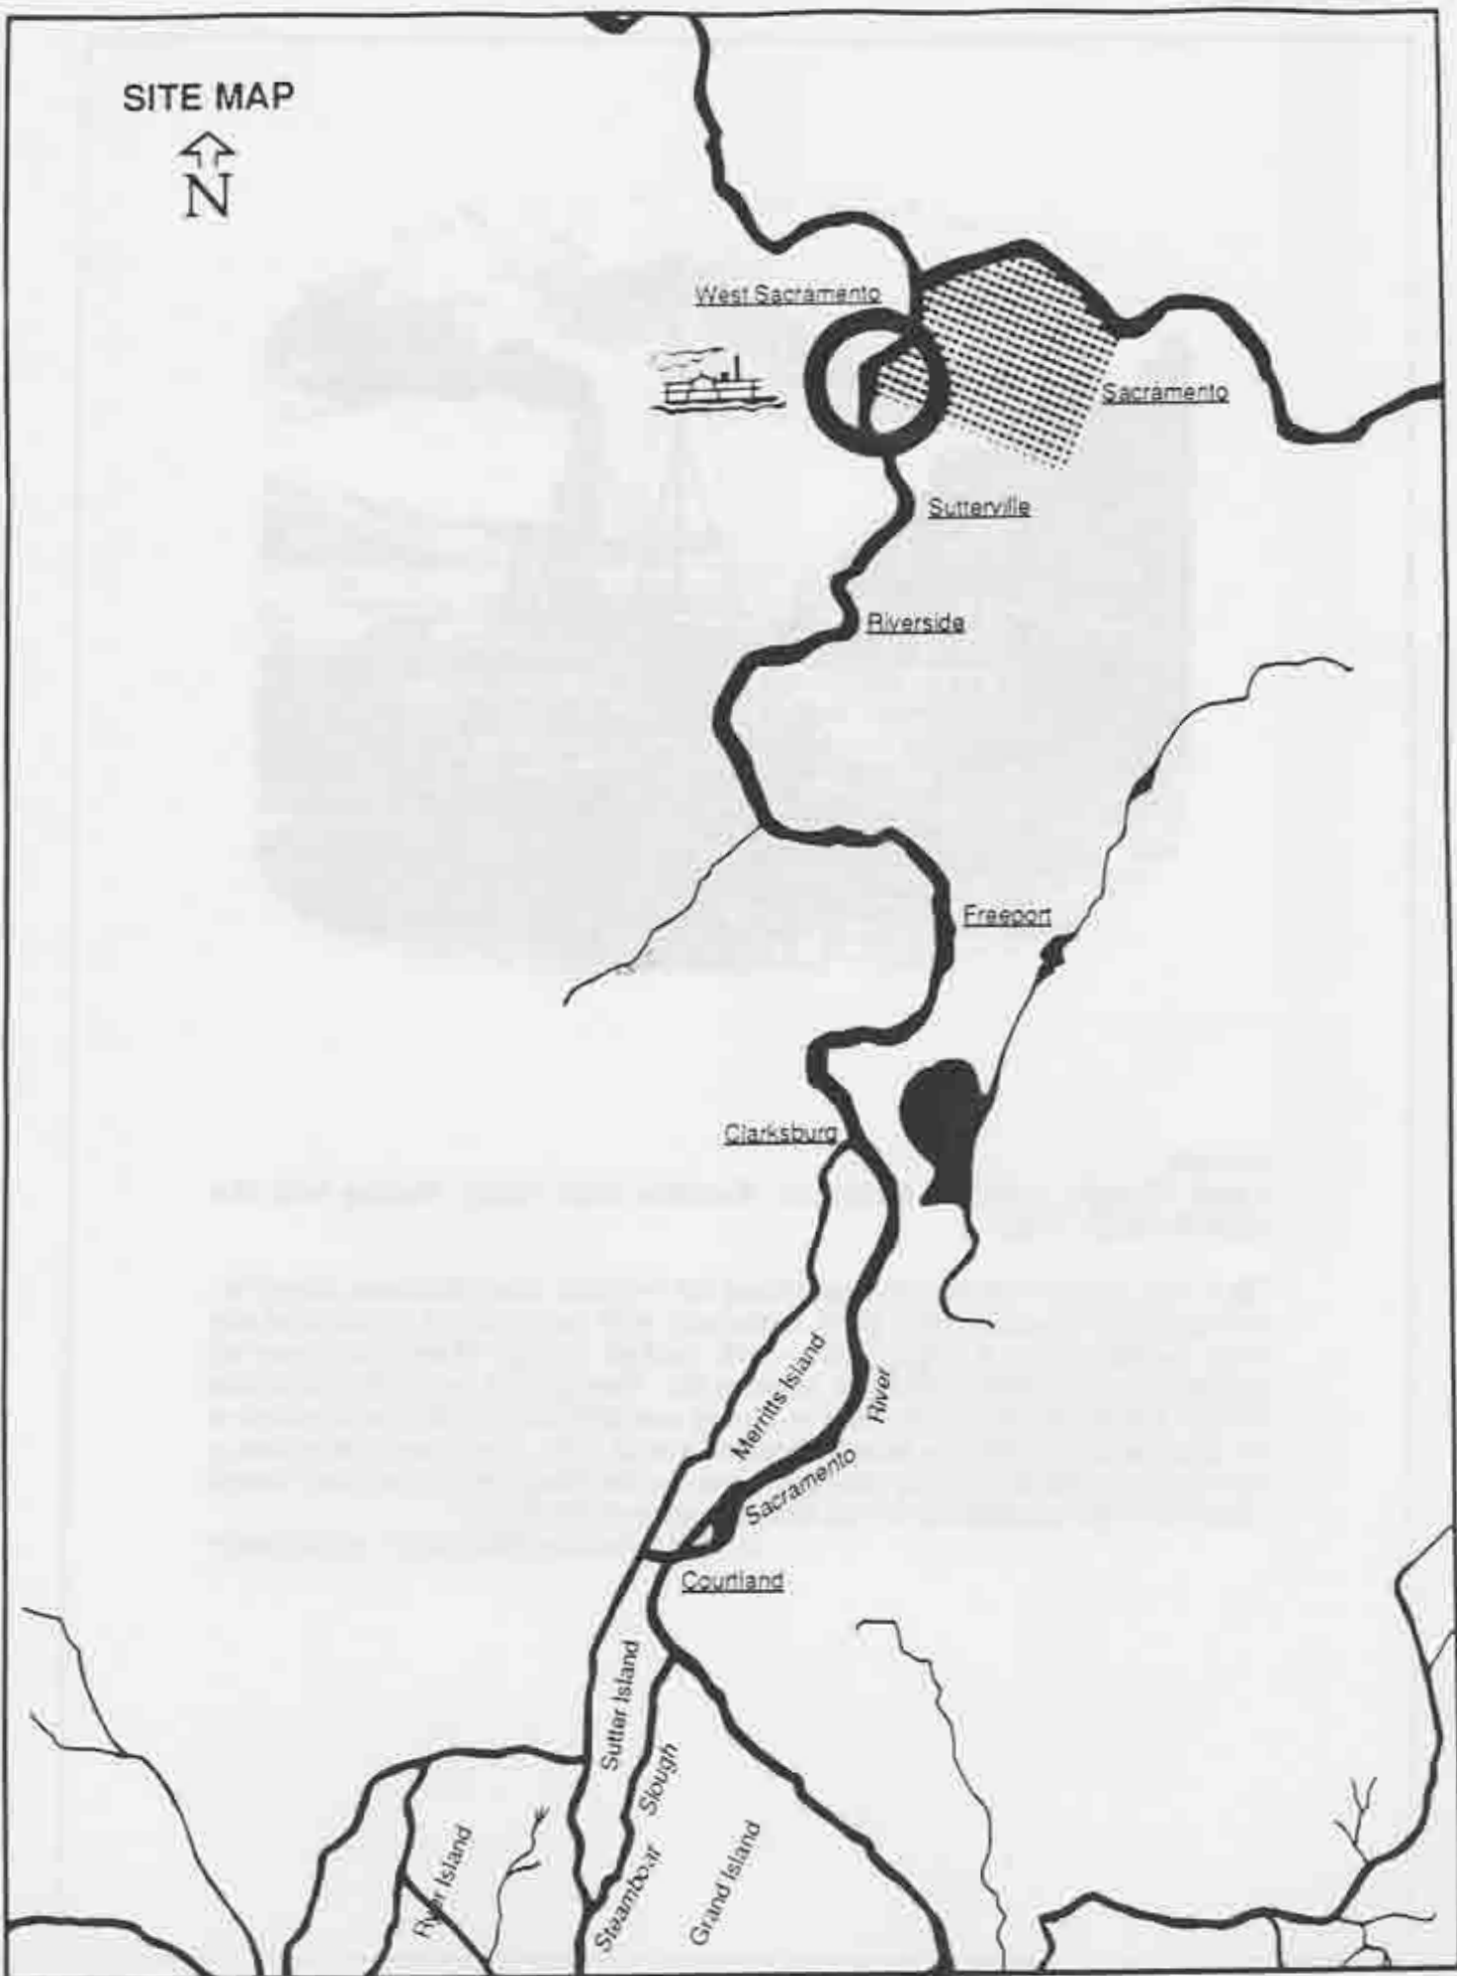 SITE MAP
N
West Sacramento
Sacramento
Sutterville
Riverside
Freeport
Clarksburg
Merritts Island
River
Sacramento
Courtland
Sutter Island
Slough
Steamboat
Ryer Island
Grand Island